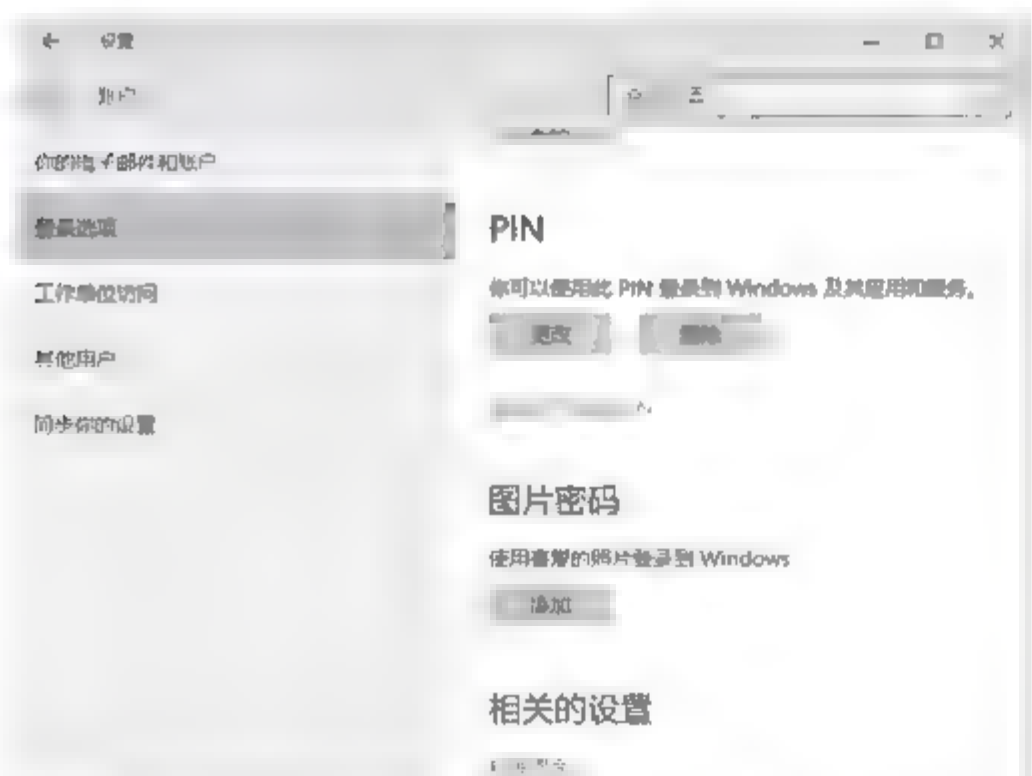 设置
账户
你的电子邮件和账户
登录选项
工作单位访问
其他用户
同步你的设置
PIN
你可以使用此 PIN 登录到 Windows 及其应用和服务。
更改
删除
图片密码
使用喜爱的照片登录到 Windows
添加
相关的设置